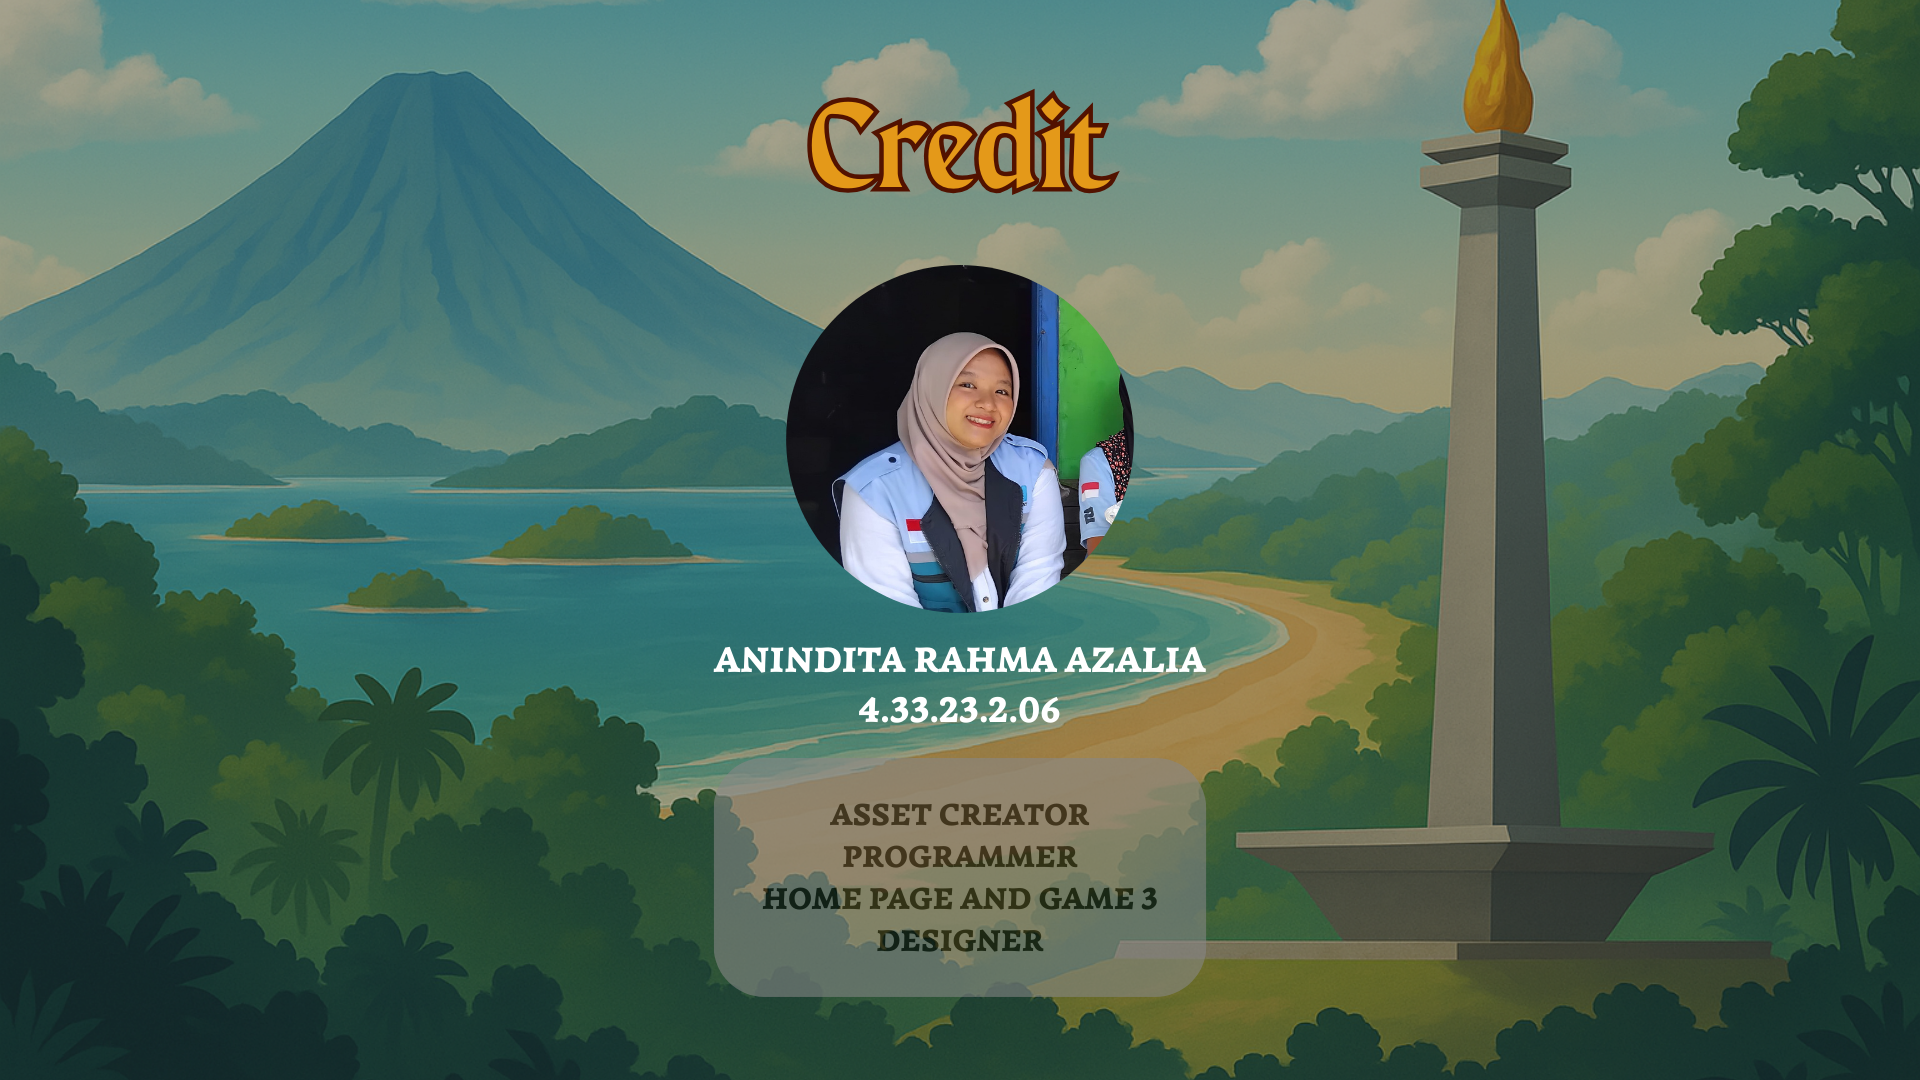 Credit
ANINDITA RAHMA AZALIA
4.33.23.2.06
ASSET CREATOR
PROGRAMMER
HOME PAGE AND GAME 3
DESIGNER